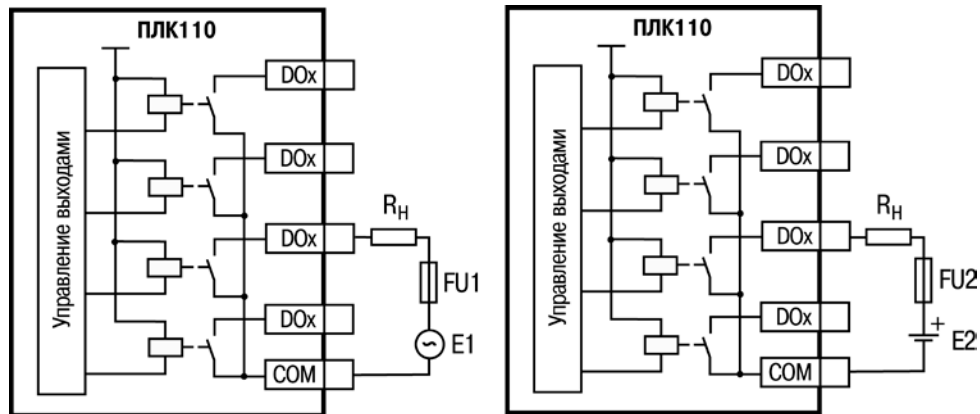 ПЛК110
Управление выходами
DOx
DOx
DOx
DOx
COM
RН
FU1
E1
ПЛК110
Управление выходами
DOx
DOx
DOx
DOx
COM
RН
FU2
+
E2